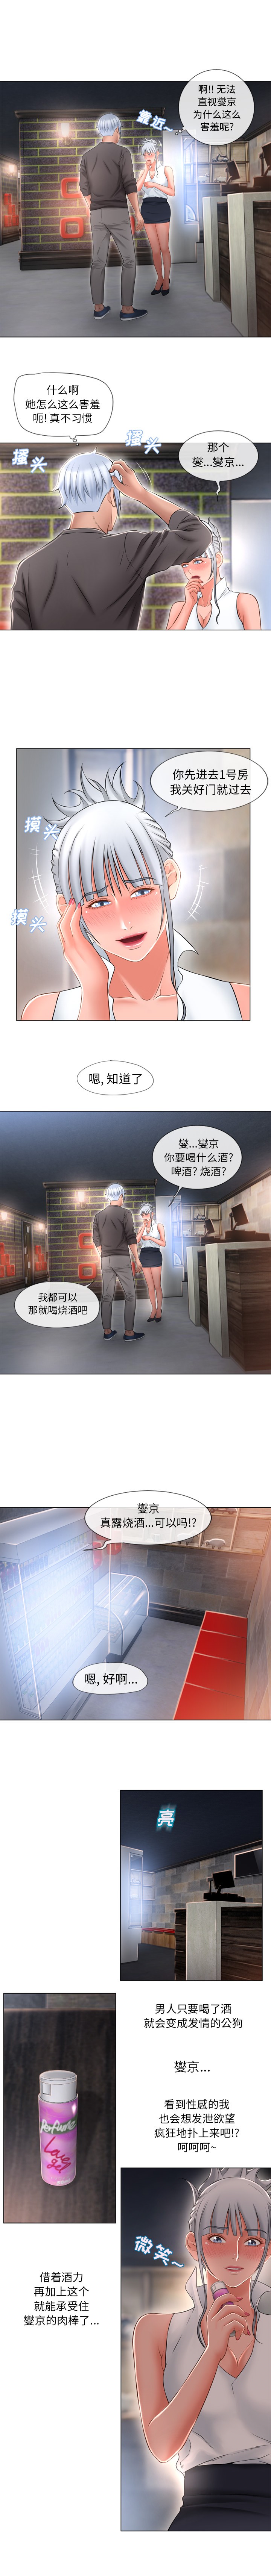 羞近~
啊!! 无法
直视燮京
为什么这么
害羞呢?
什么啊
她怎么这么害羞
呃! 真不习惯
搔头
搔头
那个
燮...燮京...
你先进去1号房
我关好门就过去
摸头
摸头
嗯, 知道了
燮...燮京
你要喝什么酒?
啤酒? 烧酒?
我都可以
那就喝烧酒吧
燮京
真露烧酒...可以吗!?
嗯, 好啊...
亮
男人只要喝了酒
就会变成发情的公狗
燮京...
看到性感的我
也会想发泄欲望
疯狂地扑上来吧!?
呵呵呵~
Perfume
Love
gel
微笑~
借着酒力
再加上这个
就能承受住
燮京的肉棒了...